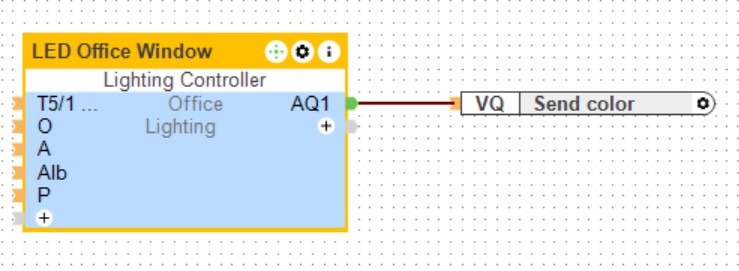 LED Office Window
Lighting Controller
T5/1 ... Office AQ1
O Lighting
A
Alb
P
VQ Send color